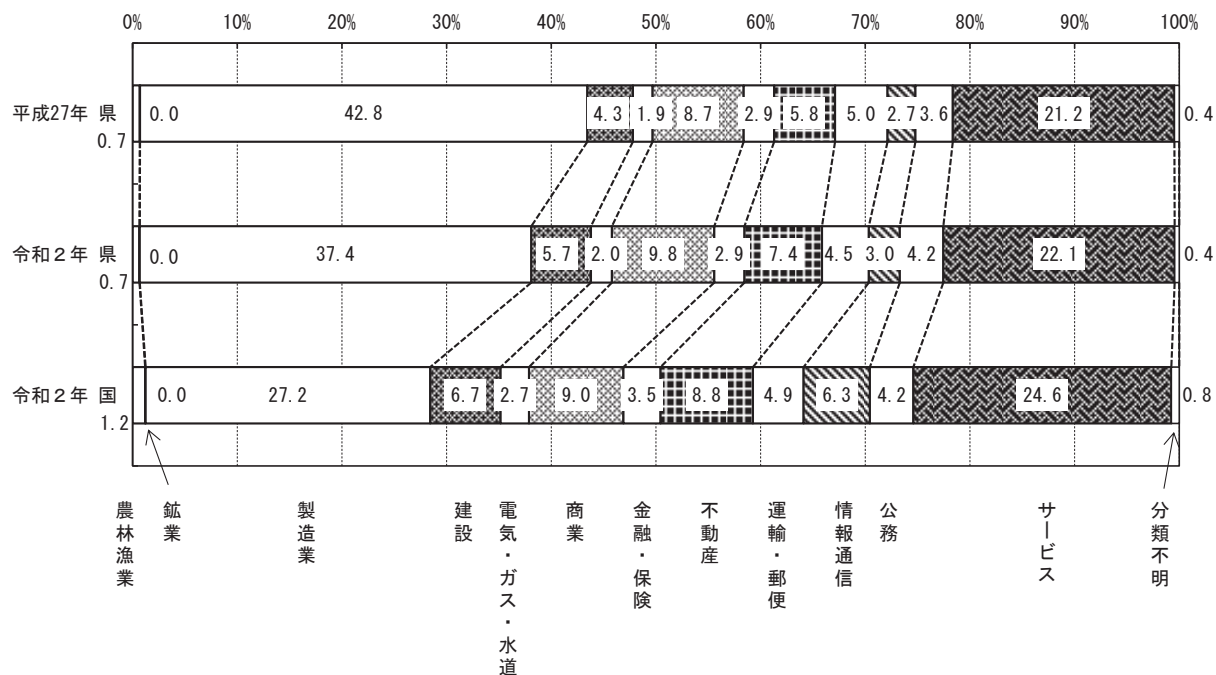 0% 10% 20% 30% 40% 50% 60% 70% 80% 90% 100%
平成27年 県
0.7 0.0 42.8 4.3 1.9 8.7 2.9 5.8 5.0 2.7 3.6 21.2 0.4
令和2年 県
0.7 0.0 37.4 5.7 2.0 9.8 2.9 7.4 4.5 3.0 4.2 22.1 0.4
令和2年 国
1.2 0.0 27.2 6.7 2.7 9.0 3.5 8.8 4.9 6.3 4.2 24.6 0.8
農林漁業
鉱業
製造業
建設
電気・ガス・水道
商業
金融・保険
不動産
運輸・郵便
情報通信
公務
サービス
分類不明